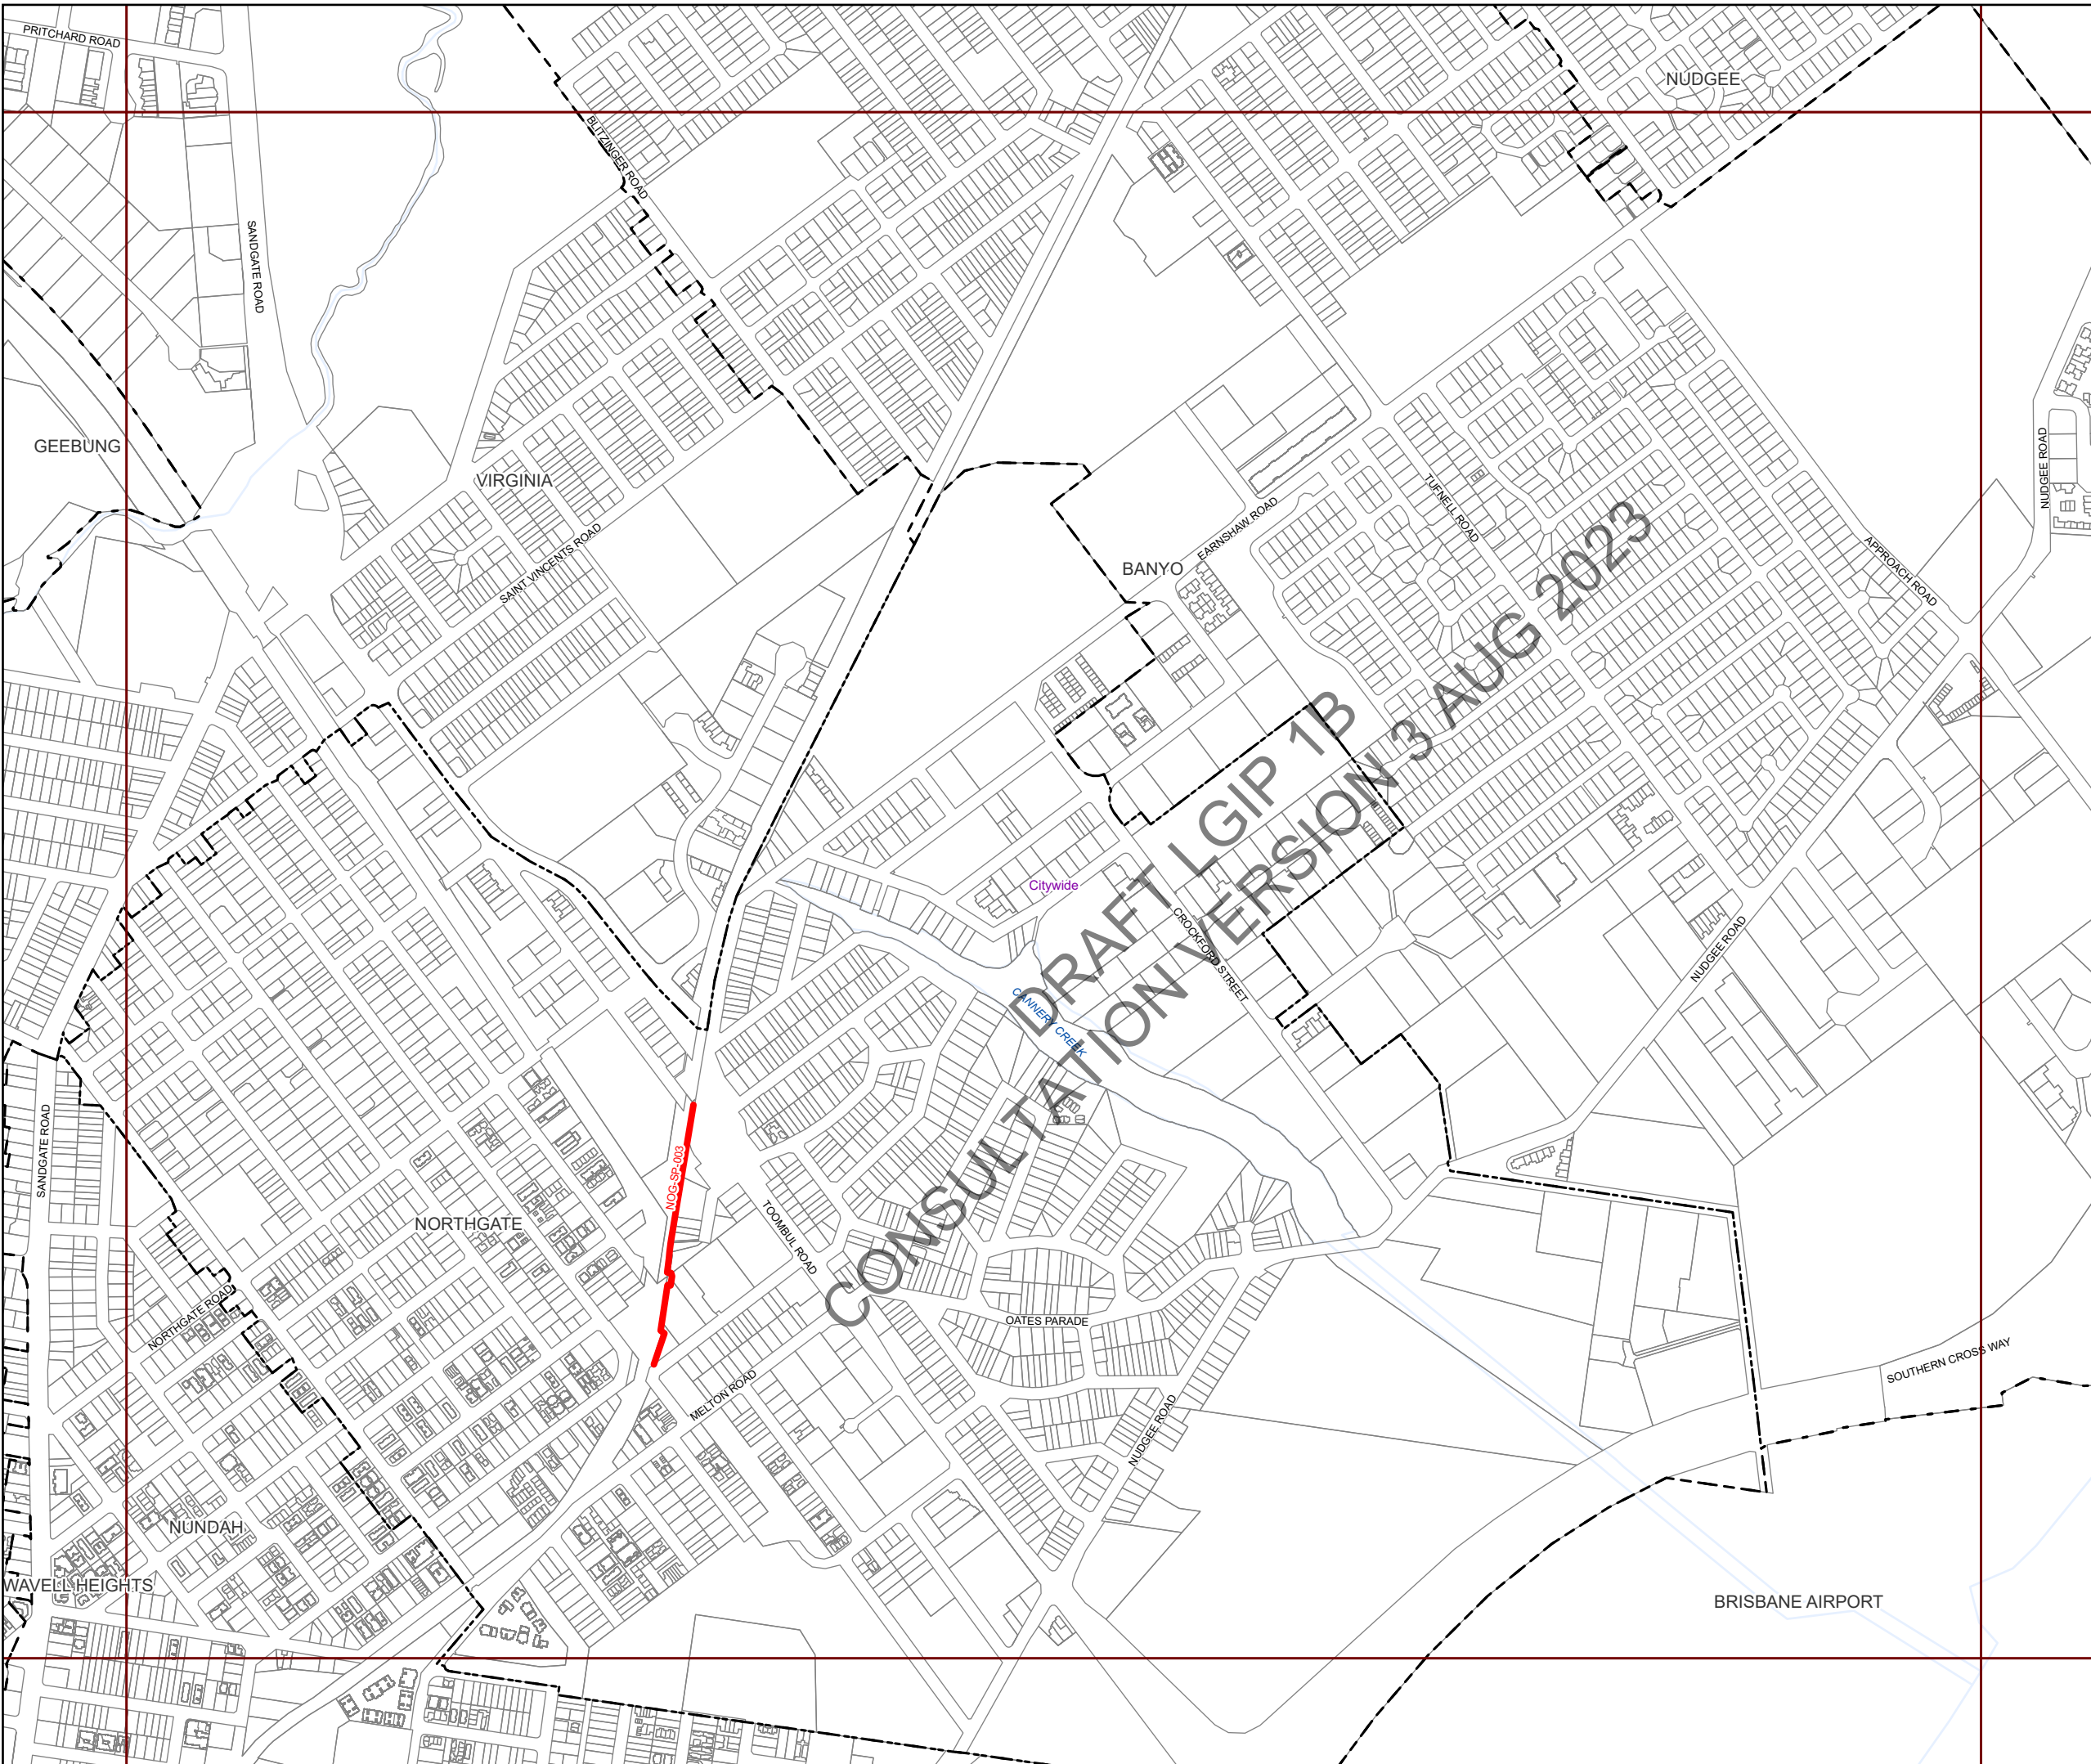 PRITCHARD ROAD
NUDGEE
BLITZINGER ROAD
SANDGATE ROAD
GEEBUNG
VIRGINIA
NUDGEE ROAD
TUFNELL ROAD
EARNSHAW ROAD
SAINT VINCENTS ROAD
BANYO
APPROACH ROAD
Citywide
CROCKFORD STREET
NUDGEE ROAD
CANNERY CREEK
DRAFT LGIP 1B
CONSULTATION VERSION 3 AUG 2023
SANDGATE ROAD
NOG-SP-003
NORTHGATE
TOOMBUL ROAD
NORTHGATE ROAD
OATES PARADE
SOUTHERN CROSS WAY
MELTON ROAD
NUDGEE ROAD
NUNDAH
WAVELL HEIGHTS
BRISBANE AIRPORT